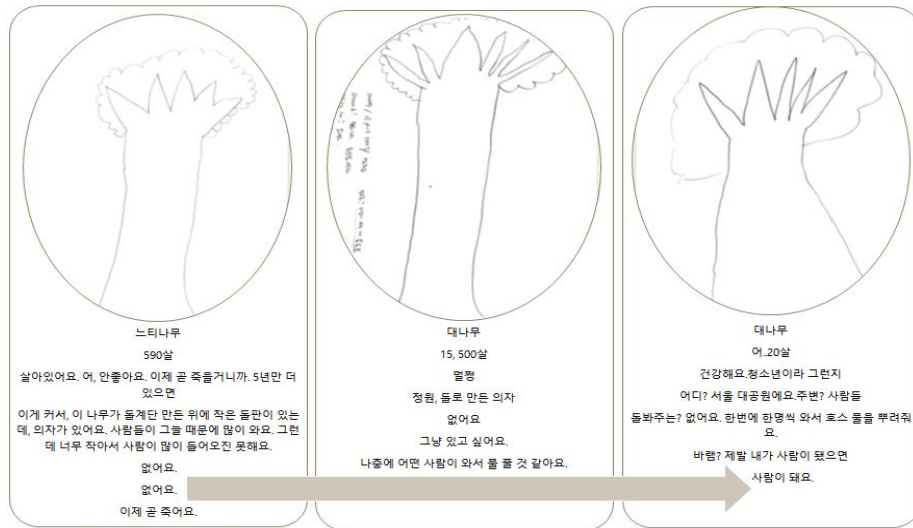 느티나무
590살
살아있어요. 어, 안좋아요. 이제 곧 죽을거니까. 5년만 더
있으면
이게 커서, 이 나무가 돌계단 만든 위에 작은 돌판이 있는
데, 의자가 있어요. 사람들이 그늘 때문에 많이 와요. 그런
데 너무 작아서 사람이 많이 들어오진 못해요.
없어요.
없어요.
이제 곧 죽어요.
대나무
15, 500살
멀쩡
정원, 돌로 만든 의자
없어요
그냥 있고 싶어요.
나중에 어떤 사람이 와서 물 풀 것 같아요.
대나무
어..20살
건강해요.청소년이라 그런지
어디? 서울 대공원에요.주변? 사람들
돌봐주는? 없어요. 한번에 한명씩 와서 호스 물을 뿌려줘
요.
바램? 제발 내가 사람이 됐으면
사람이 돼요.